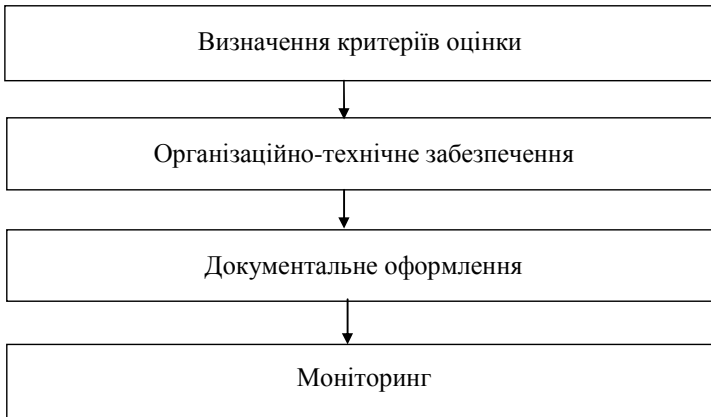 Визначення критеріїв оцінки
Організаційно-технічне забезпечення
Документальне оформлення
Моніторинг